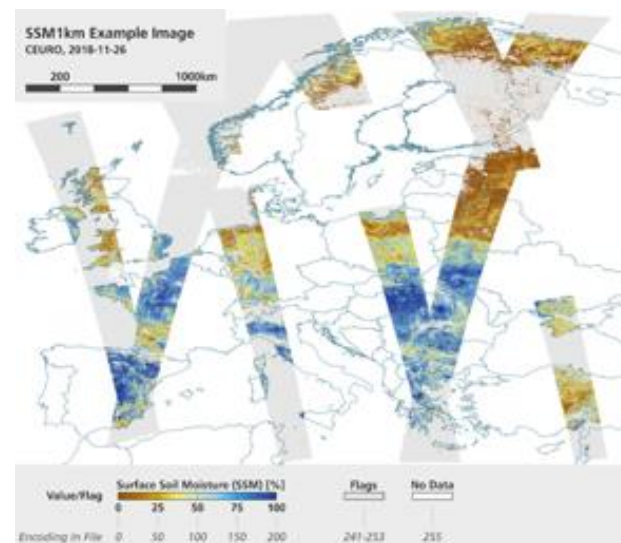 SSM1km Example Image
CEURO, 2018-11-26
200 1000km
Surface Soil Moisture (SSM) [%] Flags No Data
Value/Flag
0 25 50 75 100
Encoding in File 0 50 100 150 200 241-253 255